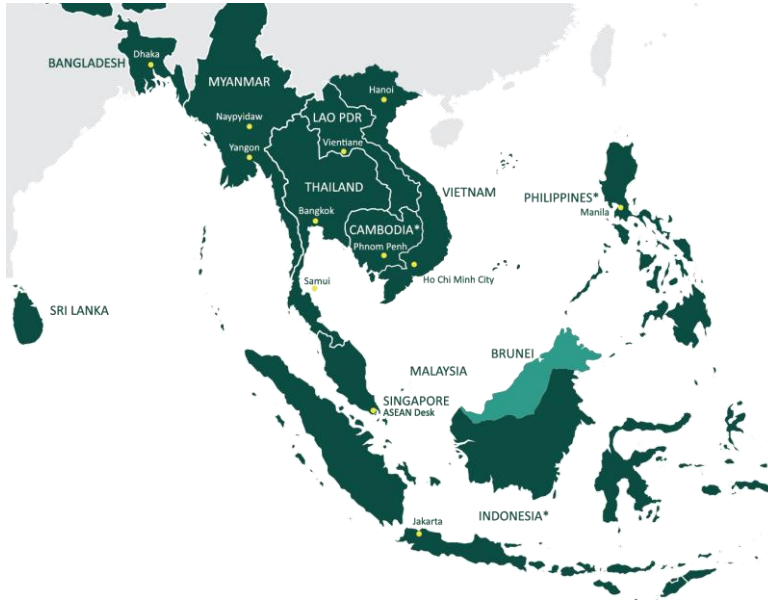 Dhaka
BANGLADESH
MYANMAR
Hanoi
Naypyidaw
LAO PDR
Yangon
Vientiane
THAILAND
VIETNAM
PHILIPPINES*
Manila
Bangkok
CAMBODIA*
Phnom Penh
Ho Chi Minh City
Samui
SRI LANKA
BRUNEI
MALAYSIA
SINGAPORE
ASEAN Desk
INDONESIA*
Jakarta